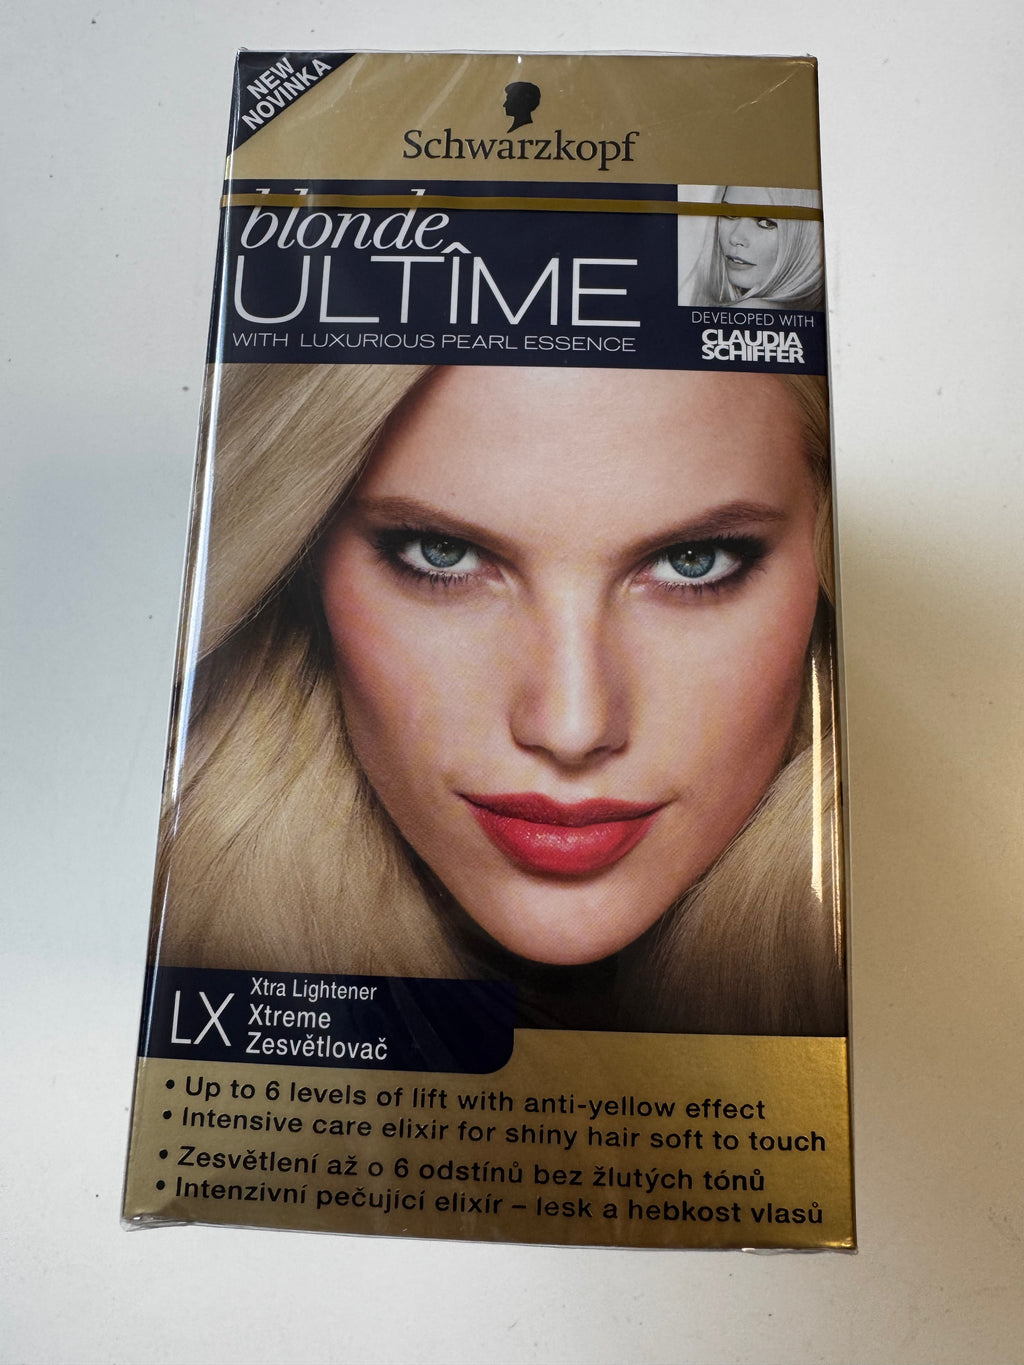 NEW
NOVINKA
Schwarzkopf
blonde
ULTÎME
WITH LUXURIOUS PEARL ESSENCE
DEVELOPED WITH
CLAUDIA
SCHIFFER
LX
Xtra Lightener
Xtreme
Zesvětlovač
• Up to 6 levels of lift with anti-yellow effect
• Intensive care elixir for shiny hair soft to touch
• Zesvětlení až o 6 odstínů bez žlutých tónů
• Intenzivní pečující elixír – lesk a hebkost vlasů